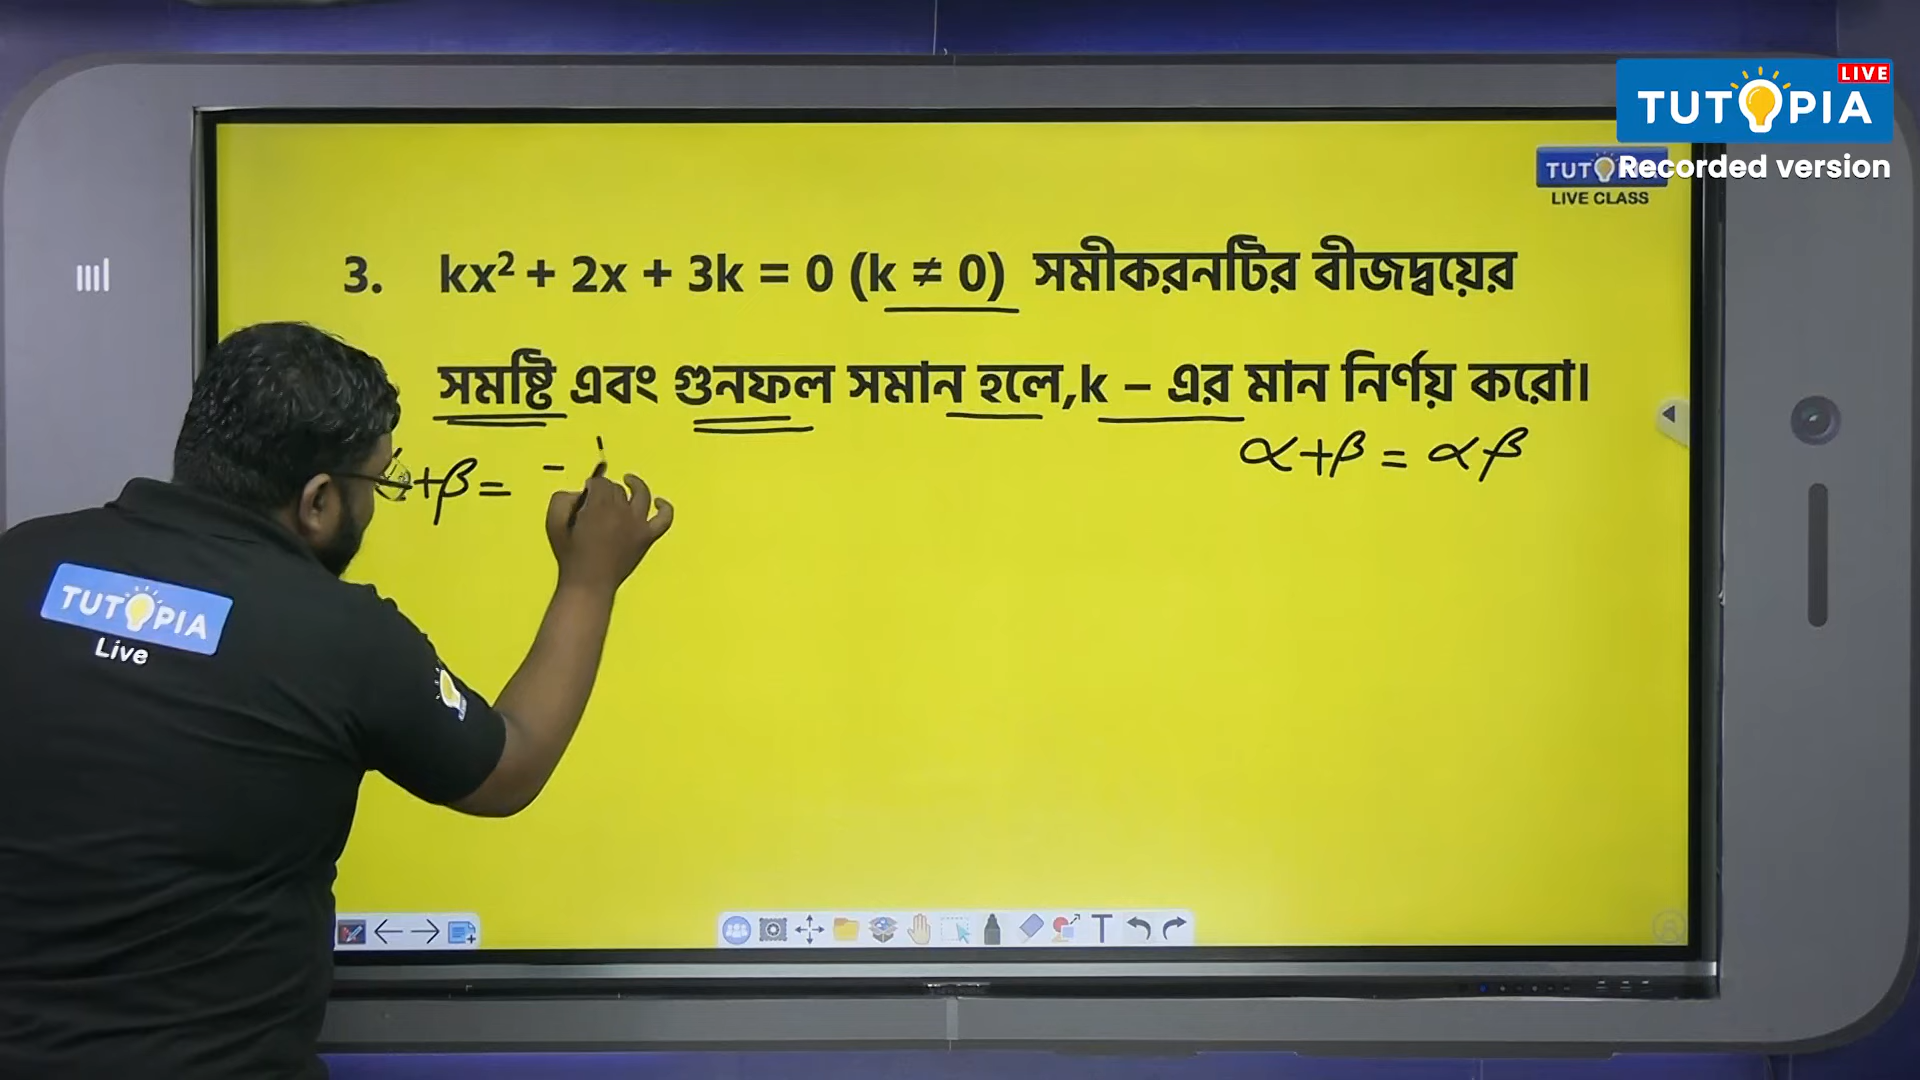 LIVE
TUTOPIA
Recorded version
LIVE CLASS
3. kx² + 2x + 3k = 0 (k ≠ 0) সমীকরনটির বীজদ্বয়ের
সমষ্টি এবং গুনফল সমান হলে,k – এর মান নির্ণয় করো।
α+β = αβ
+β = –
TUTOPIA
Live